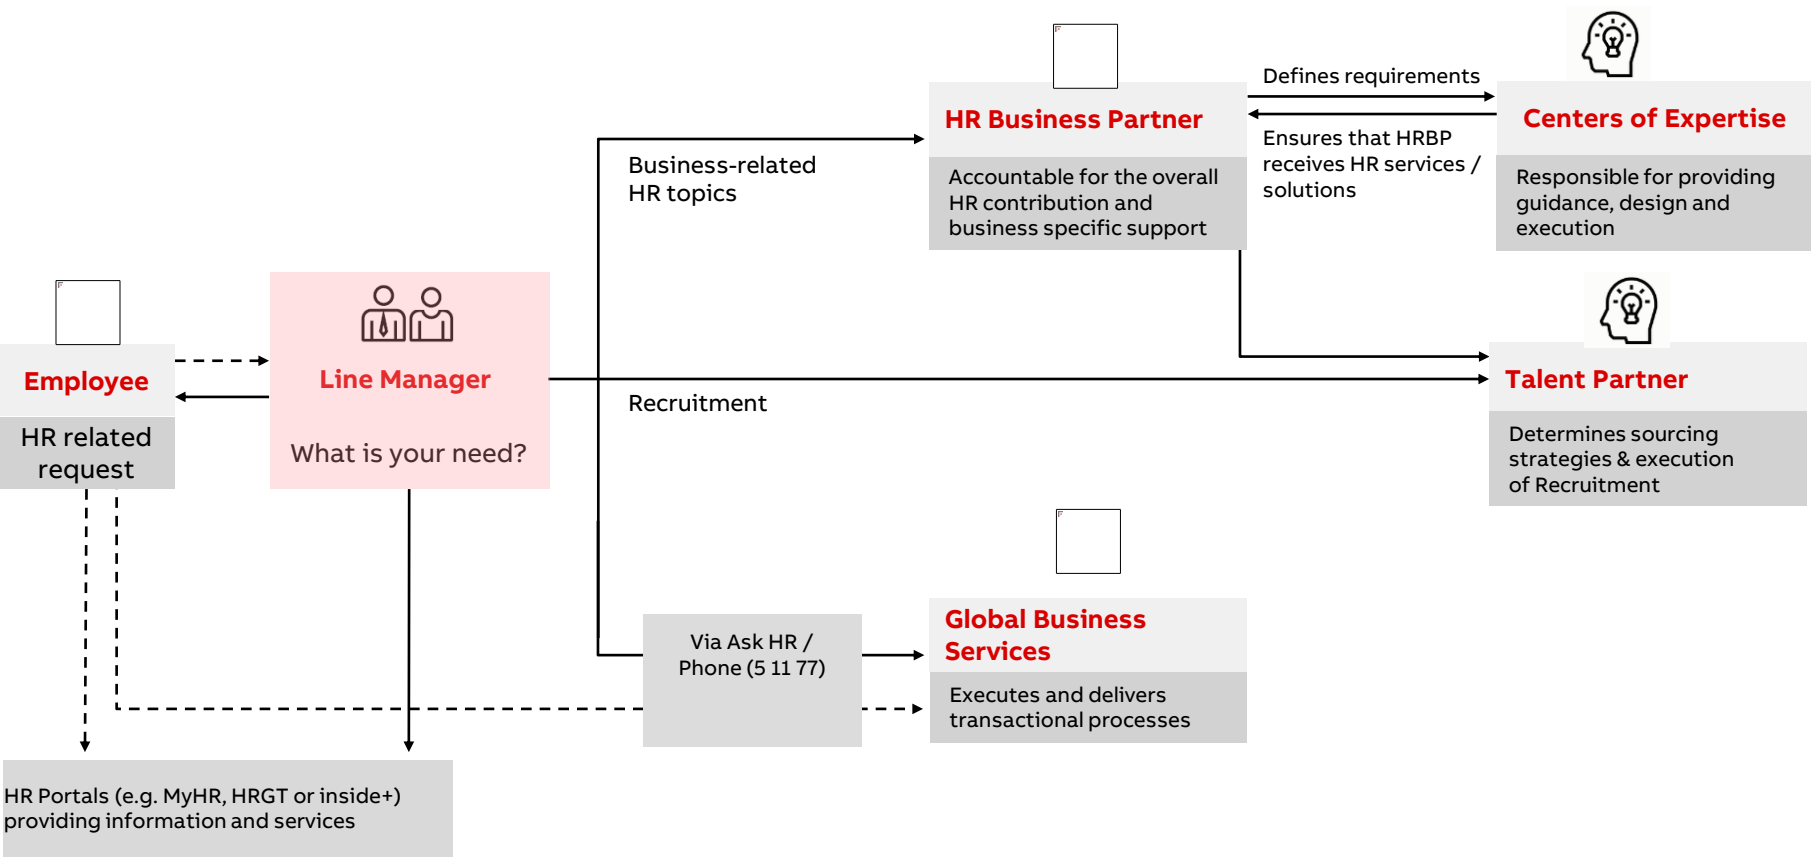 Defines requirements
HR Business Partner
Centers of Expertise
Ensures that HRBP
receives HR services /
solutions
Business-related
HR topics
Accountable for the overall
HR contribution and
business specific support
Responsible for providing
guidance, design and
execution
Employee
Line Manager
Recruitment
Talent Partner
HR related
request
What is your need?
Determines sourcing
strategies & execution
of Recruitment
Via Ask HR /
Phone (5 11 77)
Global Business
Services
Executes and delivers
transactional processes
HR Portals (e.g. MyHR, HRGT or inside+)
providing information and services